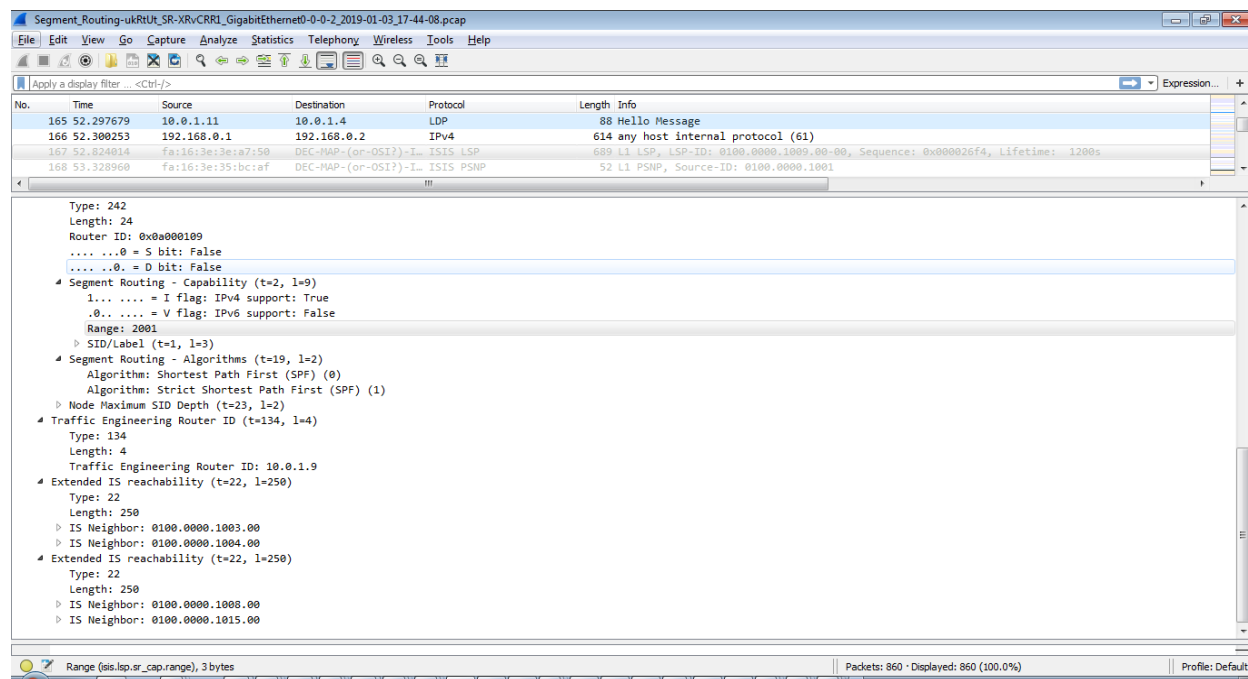 Segment_Routing-ukRtUt_SR-XRvCRR1_GigabitEthernet0-0-0-2_2019-01-03_17-44-08.pcap
File Edit View Go Capture Analyze Statistics Telephony Wireless Tools Help
Apply a display filter ... <Ctrl-/> Expression... +
No. Time Source Destination Protocol Length Info
165 52.297679 10.0.1.11 10.0.1.4 LDP 88 Hello Message
166 52.300253 192.168.0.1 192.168.0.2 IPv4 614 any host internal protocol (61)
167 52.824014 fa:16:3e:3e:a7:50 DEC-MAP-(or-OSI?)-I… ISIS LSP 689 L1 LSP, LSP-ID: 0100.0000.1009.00-00, Sequence: 0x000026f4, Lifetime: 1200s
168 53.328960 fa:16:3e:35:bc:af DEC-MAP-(or-OSI?)-I… ISIS PSNP 52 L1 PSNP, Source-ID: 0100.0000.1001
Type: 242
Length: 24
Router ID: 0x0a000109
.... ...0 = S bit: False
.... ..0. = D bit: False
Segment Routing - Capability (t=2, l=9)
1... .... = I flag: IPv4 support: True
.0.. .... = V flag: IPv6 support: False
Range: 2001
SID/Label (t=1, l=3)
Segment Routing - Algorithms (t=19, l=2)
Algorithm: Shortest Path First (SPF) (0)
Algorithm: Strict Shortest Path First (SPF) (1)
Node Maximum SID Depth (t=23, l=2)
Traffic Engineering Router ID (t=134, l=4)
Type: 134
Length: 4
Traffic Engineering Router ID: 10.0.1.9
Extended IS reachability (t=22, l=250)
Type: 22
Length: 250
IS Neighbor: 0100.0000.1003.00
IS Neighbor: 0100.0000.1004.00
Extended IS reachability (t=22, l=250)
Type: 22
Length: 250
IS Neighbor: 0100.0000.1008.00
IS Neighbor: 0100.0000.1015.00
Range (isis.lsp.sr_cap.range), 3 bytes Packets: 860 · Displayed: 860 (100.0%) Profile: Default